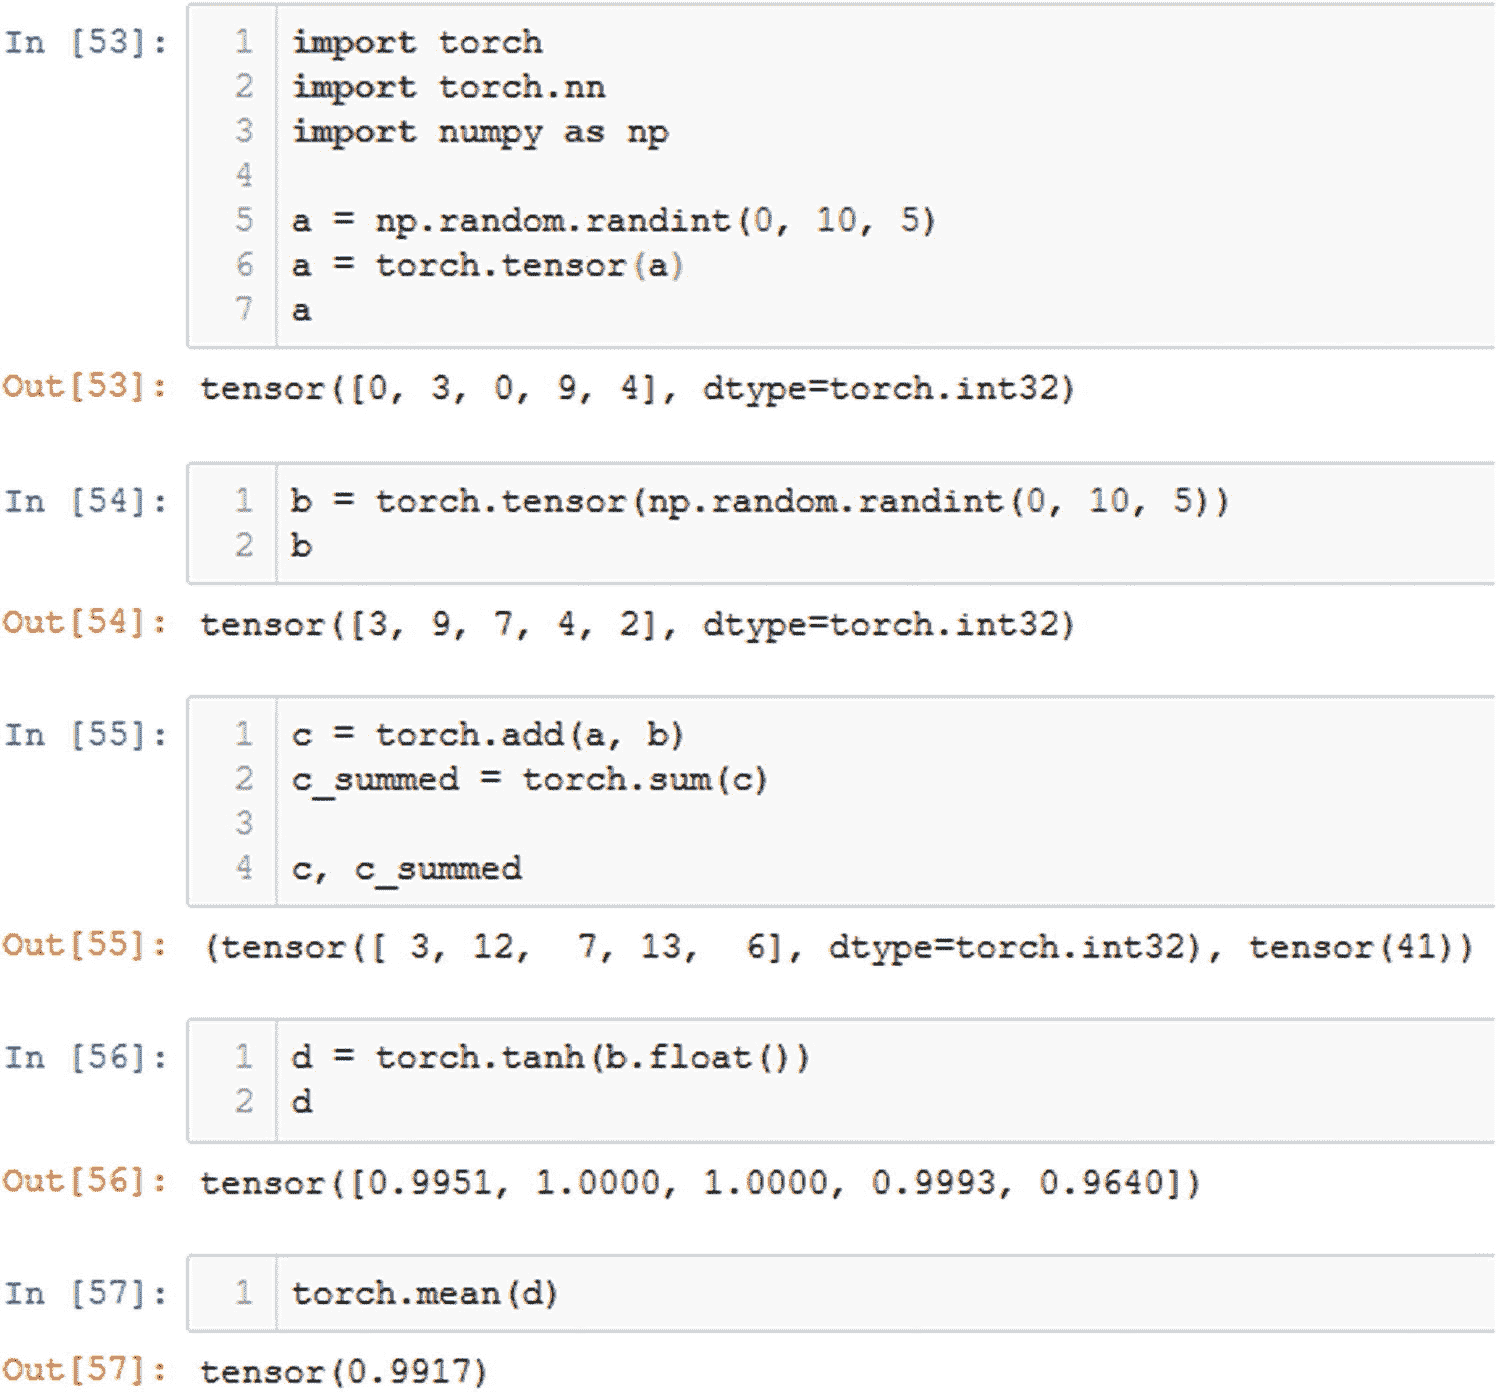 In [53]:
1 import torch
2 import torch.nn
3 import numpy as np
4
5 a = np.random.randint(0, 10, 5)
6 a = torch.tensor(a)
7 a
Out[53]: tensor([0, 3, 0, 9, 4], dtype=torch.int32)
In [54]:
1 b = torch.tensor(np.random.randint(0, 10, 5))
2 b
Out[54]: tensor([3, 9, 7, 4, 2], dtype=torch.int32)
In [55]:
1 c = torch.add(a, b)
2 c_summed = torch.sum(c)
3
4 c, c_summed
Out[55]: (tensor([ 3, 12,  7, 13,  6], dtype=torch.int32), tensor(41))
In [56]:
1 d = torch.tanh(b.float())
2 d
Out[56]: tensor([0.9951, 1.0000, 1.0000, 0.9993, 0.9640])
In [57]:
1 torch.mean(d)
Out[57]: tensor(0.9917)